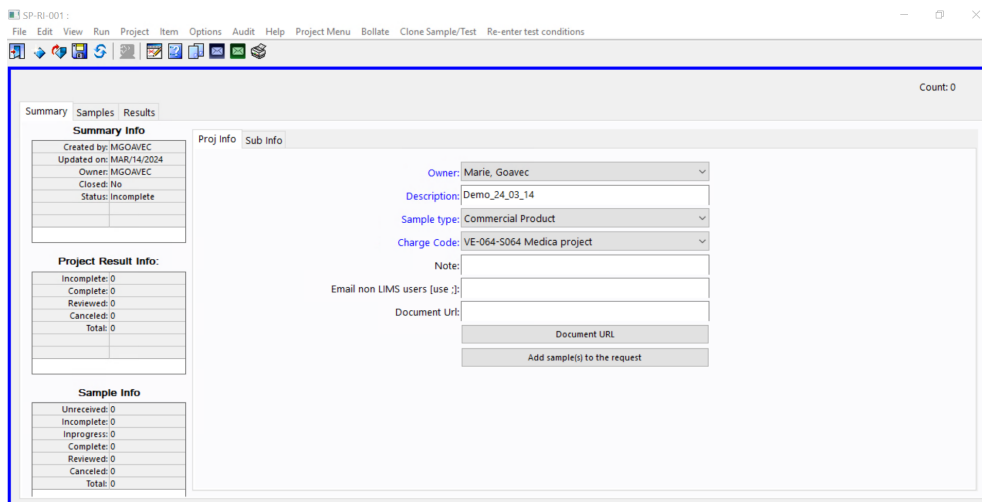 SP-RI-001 :
File Edit View Run Project Item Options Audit Help Project Menu Bollate Clone Sample/Test Re-enter test conditions
Count: 0
Summary Samples Results
Summary Info
Created by: MGOAVEC
Updated on: MAR/14/2024
Owner: MGOAVEC
Closed: No
Status: Incomplete
Project Result Info:
Incomplete: 0
Complete: 0
Reviewed: 0
Canceled: 0
Total: 0
Sample Info
Unreceived: 0
Incomplete: 0
Inprogress: 0
Complete: 0
Reviewed: 0
Canceled: 0
Total: 0
Proj Info Sub Info
Owner: Marie, Goavec
Description: Demo_24_03_14
Sample type: Commercial Product
Charge Code: VE-064-S064 Medica project
Note:
Email non LIMS users [use ;]:
Document Url:
Document URL
Add sample(s) to the request